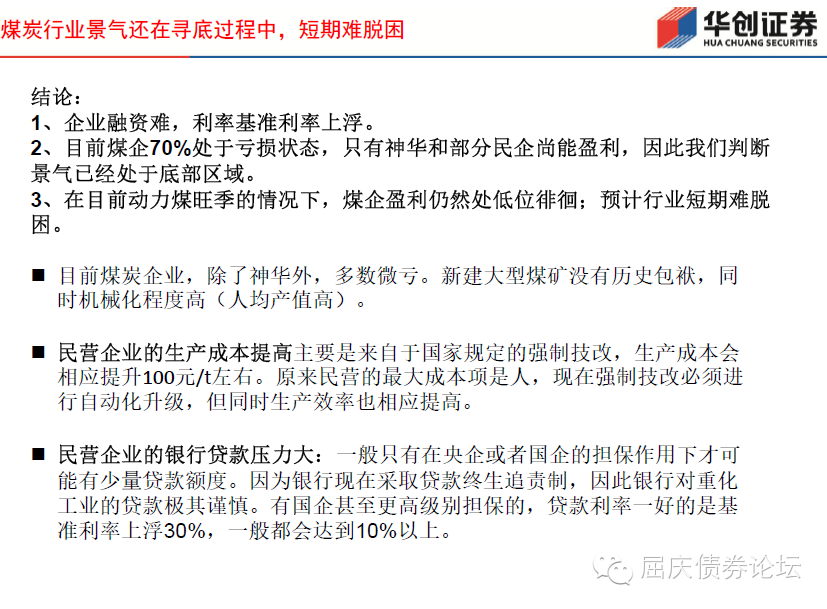 煤炭行业景气还在寻底过程中，短期难脱困
华创证券
HUA CHUANG SECURITIES
结论：
1、企业融资难，利率基准利率上浮。
2、目前煤企70%处于亏损状态，只有神华和部分民企尚能盈利，因此我们判断
景气已经处于底部区域。
3、在目前动力煤旺季的情况下，煤企盈利仍然处低位徘徊；预计行业短期难脱
困。
■ 目前煤炭企业，除了神华外，多数微亏。新建大型煤矿没有历史包袱，同
时机械化程度高（人均产值高）。
■ 民营企业的生产成本提高主要是来自于国家规定的强制技改，生产成本会
相应提升100元/t左右。原来民营的最大成本项是人，现在强制技改必须进
行自动化升级，但同时生产效率也相应提高。
■ 民营企业的银行贷款压力大：一般只有在央企或者国企的担保作用下才可
能有少量贷款额度。因为银行现在采取贷款终生追责制，因此银行对重化
工业的贷款极其谨慎。有国企甚至更高级别担保的，贷款利率一好的是基
准利率上浮30%，一般都会达到10%以上。
屈庆债券论坛